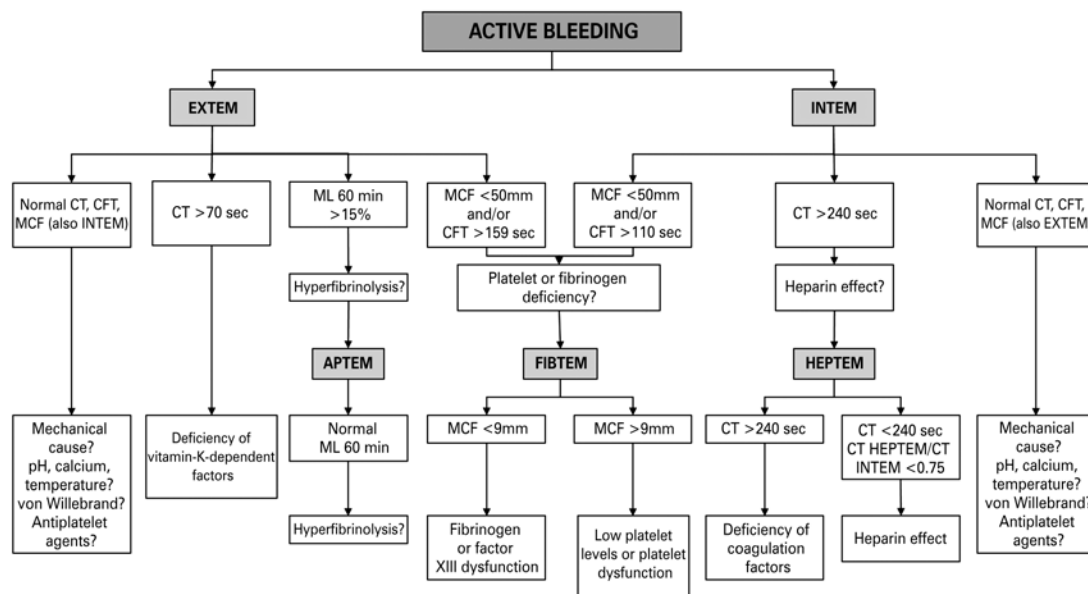 ACTIVE BLEEDING
EXTEM
INTEM
Normal CT, CFT,
MCF (also INTEM)
CT >70 sec
ML 60 min
>15%
MCF <50mm
and/or
CFT >159 sec
MCF <50mm
and/or
CFT >110 sec
CT >240 sec
Normal CT, CFT,
MCF (also EXTEM)
Hyperfibrinolysis?
Platelet or fibrinogen
deficiency?
Heparin effect?
APTEM
FIBTEM
HEPTEM
Mechanical
cause?
pH, calcium,
temperature?
von Willebrand?
Antiplatelet
agents?
Deficiency of
vitamin-K-dependent
factors
Normal
ML 60 min
MCF <9mm
MCF >9mm
CT >240 sec
CT <240 sec
CT HEPTEM/CT
INTEM <0.75
Mechanical
cause?
pH, calcium,
temperature?
von Willebrand?
Antiplatelet
agents?
Hyperfibrinolysis?
Fibrinogen
or factor
XIII dysfunction
Low platelet
levels or platelet
dysfunction
Deficiency of
coagulation
factors
Heparin effect